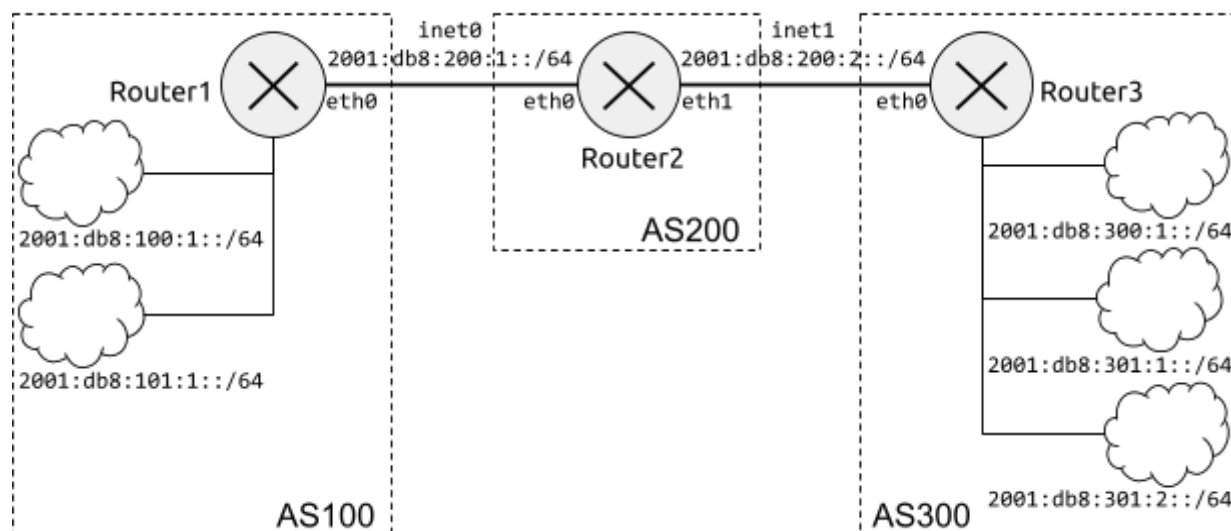 inet0
inet1
2001:db8:200:1::/64
2001:db8:200:2::/64
Router1
eth0
eth0
eth1
eth0
Router3
Router2
2001:db8:100:1::/64
AS200
2001:db8:300:1::/64
2001:db8:101:1::/64
2001:db8:301:1::/64
2001:db8:301:2::/64
AS100
AS300